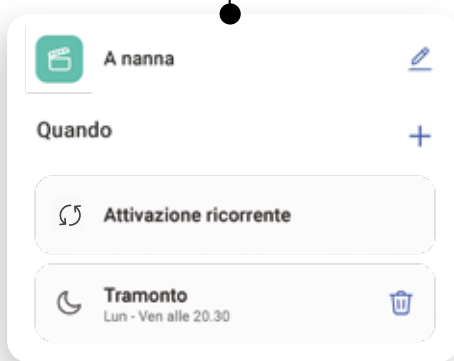 A nanna
Quando
Attivazione ricorrente
Tramonto
Lun - Ven alle 20.30